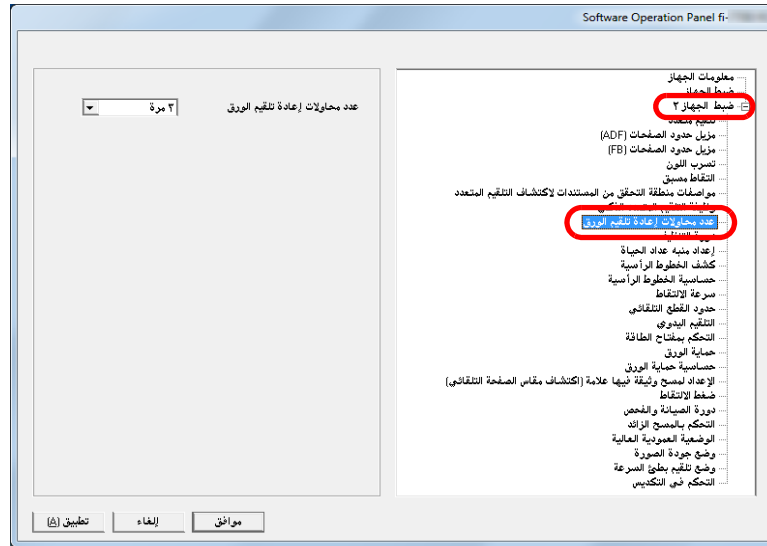 Software Operation Panel fi-
معلومات الجهاز
ضبط الجهاز
ضبط الجهاز ٢
تلقيم متعدد
مزيل حدود الصفحات (ADF)
مزيل حدود الصفحات (FB)
تسرب اللون
التقاط مسبق
مواصفات منطقة التحقق من المستندات لاكتشاف التلقيم المتعدد
عدد محاولات إعادة تلقيم الورق
إعداد منبه عداد الحياة
كشف الخطوط الرأسية
حساسية الخطوط الرأسية
سرعة الالتقاط
حدود القطع التلقائي
التلقيم اليدوي
التحكم بمفتاح الطاقة
حماية الورق
حساسية حماية الورق
الإعداد لمسح وثيقة فيها علامة (اكتشاف مقاس الصفحة التلقائي)
ضغط الالتقاط
دورة الصيانة والفحص
التحكم بالمسح الزائد
الوضعية العمودية العالية
وضع جودة الصورة
وضع تلقيم بطئ السرعة
التحكم في التكديس
عدد محاولات إعادة تلقيم الورق ٢ مرة
موافق إلغاء تطبيق (A)